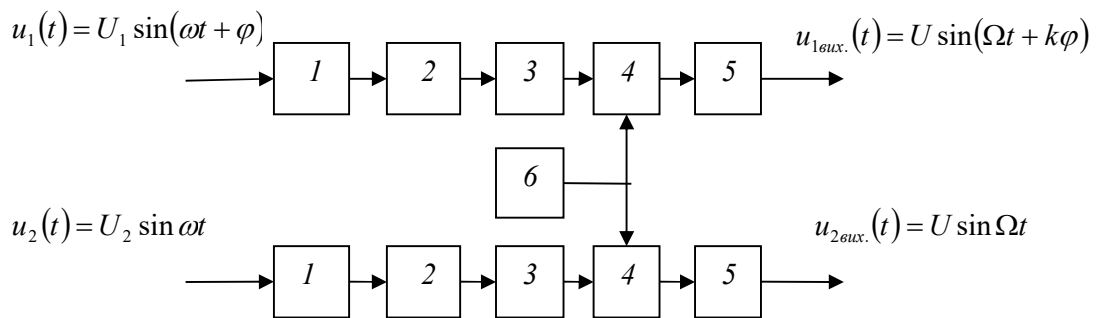 u₁(t) = U₁ sin(ωt + φ)
u₁вих.(t) = U sin(Ωt + kφ)
1 2 3 4 5
6
u₂(t) = U₂ sin ωt
u₂вих.(t) = U sin Ωt
1 2 3 4 5